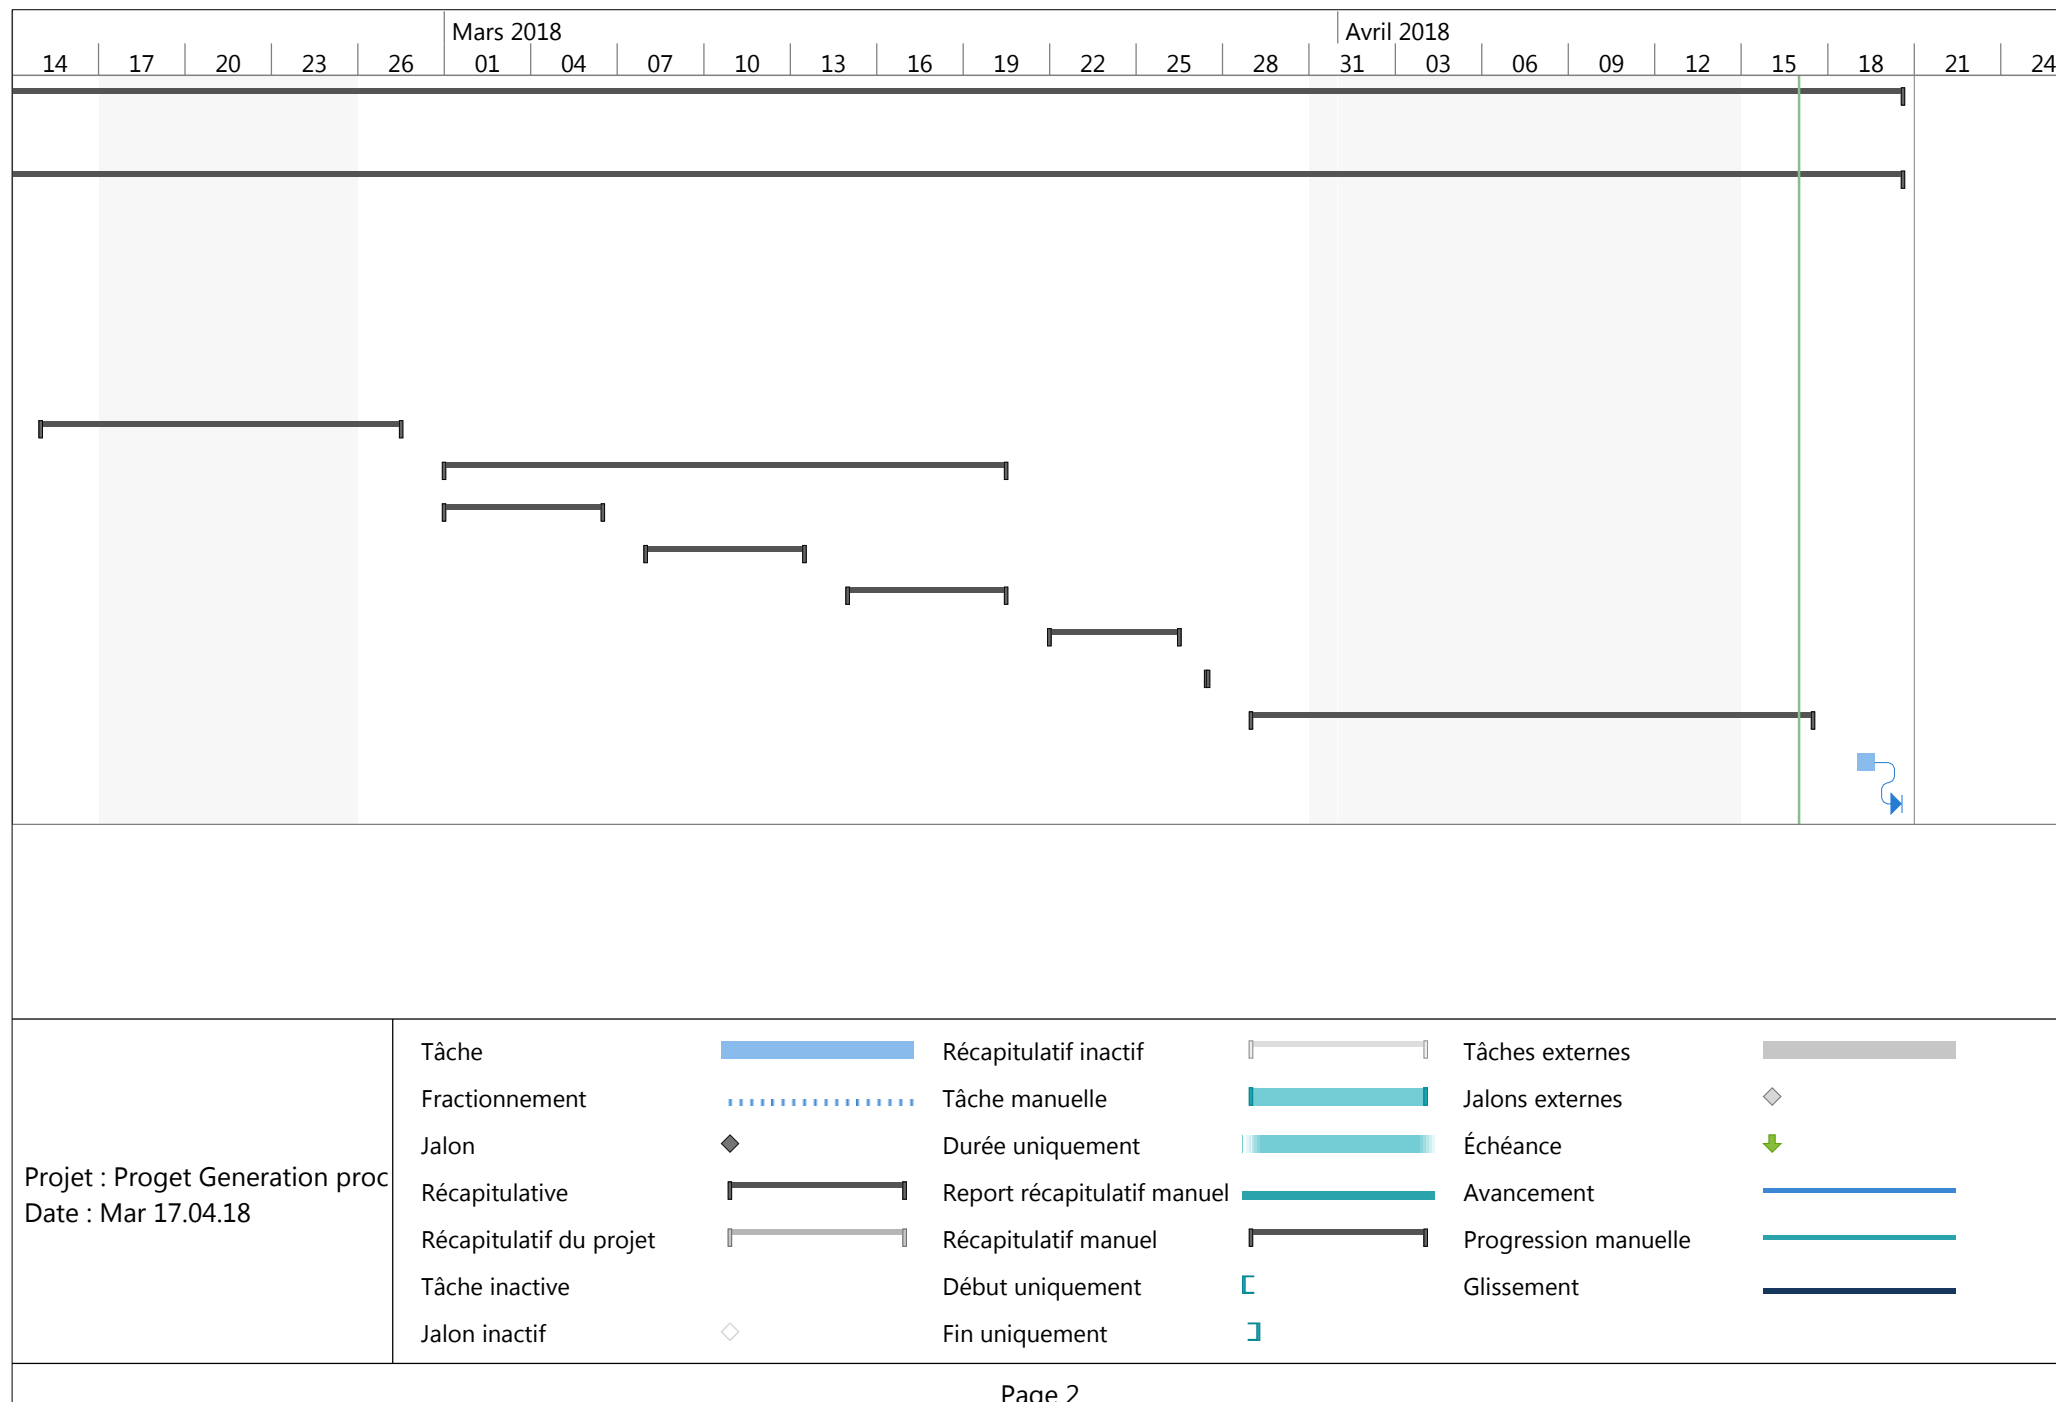 Mars 2018 Avril 2018
14 17 20 23 26 01 04 07 10 13 16 19 22 25 28 31 03 06 09 12 15 18 21 24
Tâche Récapitulatif inactif Tâches externes
Fractionnement Tâche manuelle Jalons externes
Jalon Durée uniquement Échéance
Projet : Proget Generation proc
Date : Mar 17.04.18
Récapitulative Report récapitulatif manuel Avancement
Récapitulatif du projet Récapitulatif manuel Progression manuelle
Tâche inactive Début uniquement Glissement
Jalon inactif Fin uniquement
Page 2